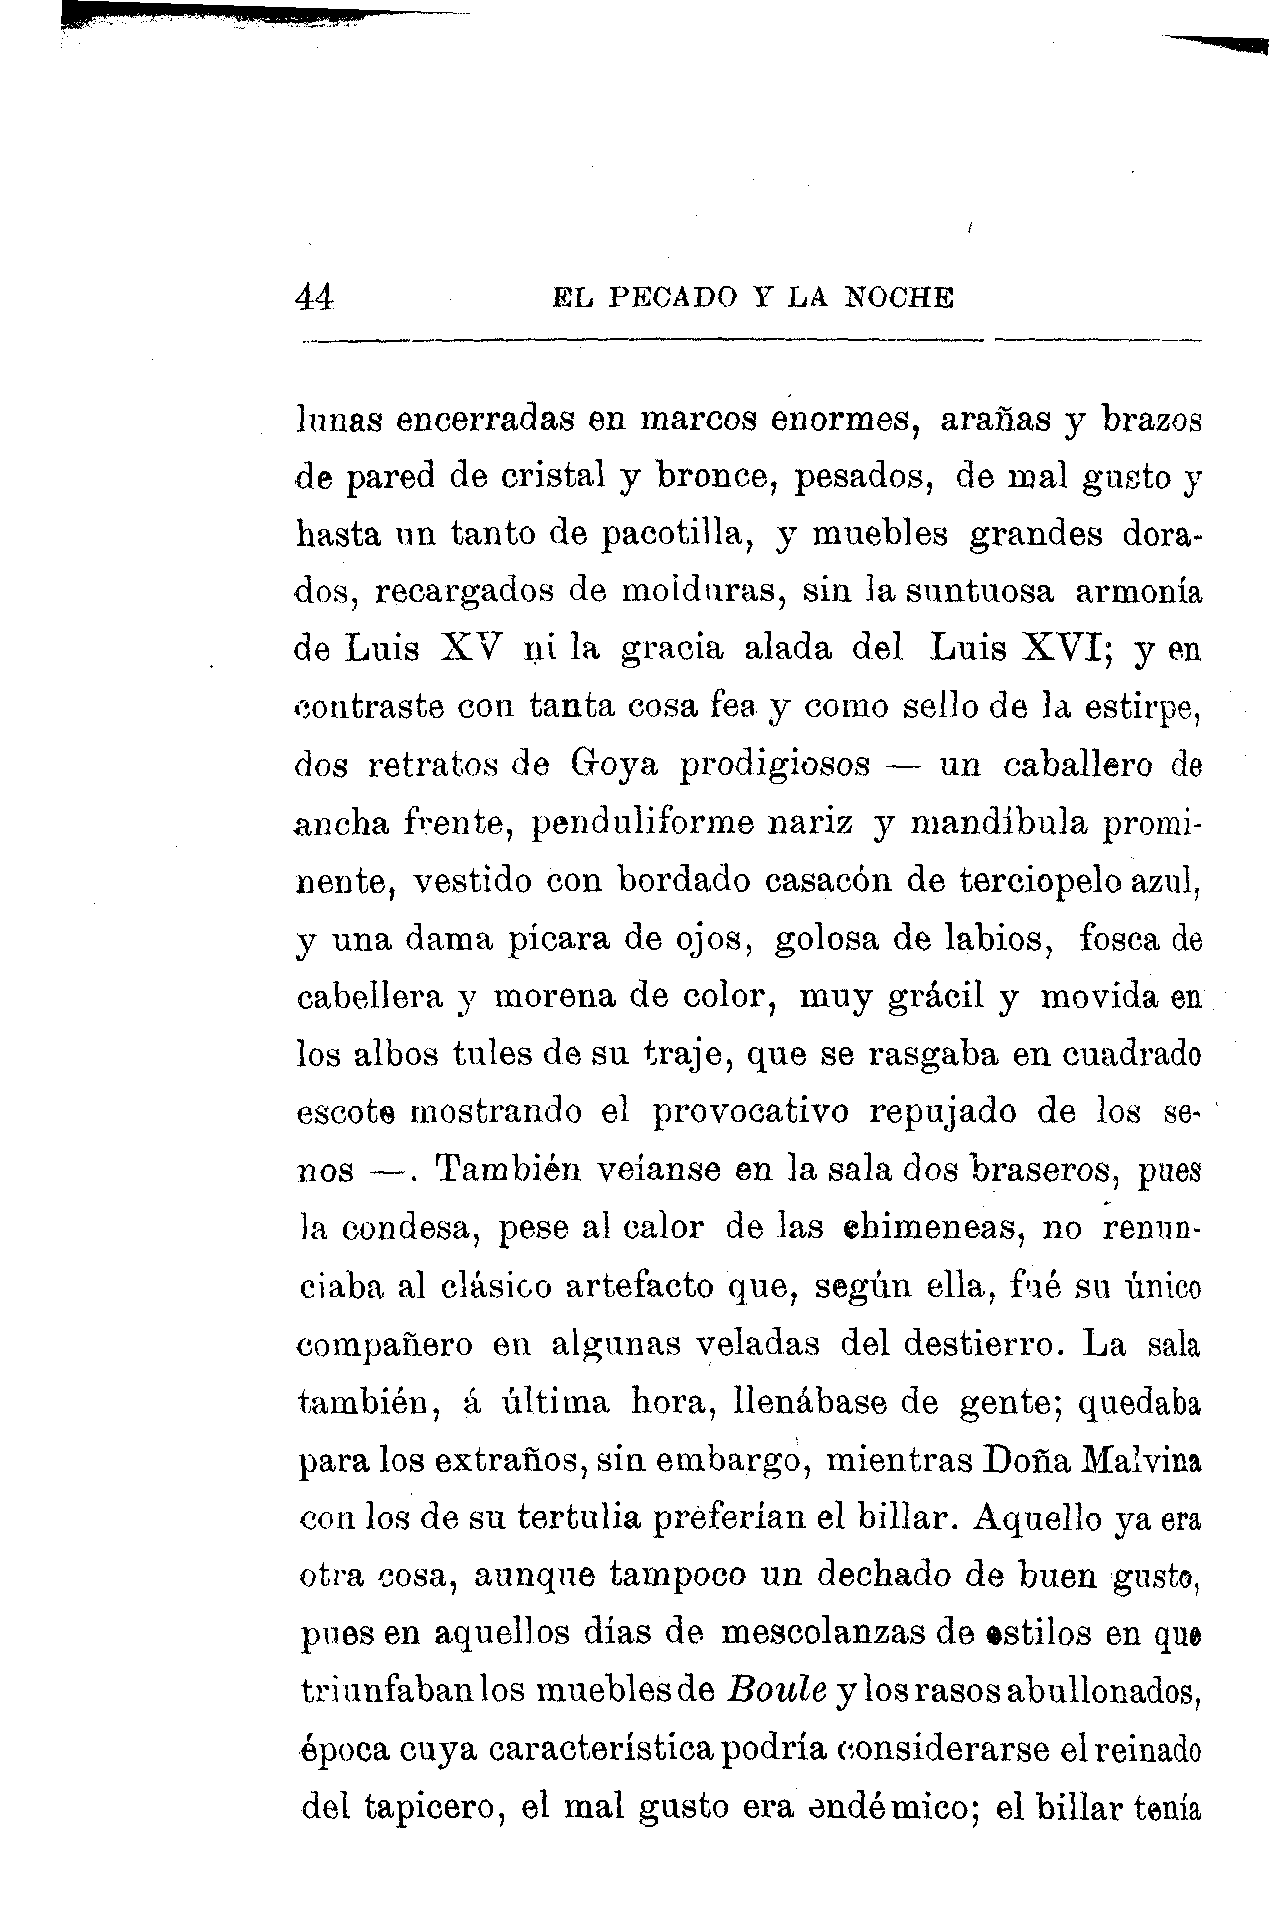 44 EL PECADO Y LA NOCHE
lunas encerradas en marcos enormes, arañas y brazos
de pared de cristal y bronce, pesados, de mal gusto y
hasta un tanto de pacotilla, y muebles grandes dora-
dos, recargados de molduras, sin la suntuosa armonía
de Luis XV ni la gracia alada del Luis XVI; y en
contraste con tanta cosa fea y como sello de la estirpe,
dos retratos de Goya prodigiosos — un caballero de
ancha frente, penduliforme nariz y mandíbula promi-
nente, vestido con bordado casacón de terciopelo azul,
y una dama pícara de ojos, golosa de labios, fosca de
cabellera y morena de color, muy grácil y movida en
los albos tules de su traje, que se rasgaba en cuadrado
escote mostrando el provocativo repujado de los se-
nos —. También veíanse en la sala dos braseros, pues
la condesa, pese al calor de las chimeneas, no renun-
ciaba al clásico artefacto que, según ella, fué su único
compañero en algunas veladas del destierro. La sala
también, á última hora, llenábase de gente; quedaba
para los extraños, sin embargo, mientras Doña Malvina
con los de su tertulia preferían el billar. Aquello ya era
otra cosa, aunque tampoco un dechado de buen gusto,
pues en aquellos días de mescolanzas de estilos en que
triunfaban los muebles de Boule y los rasos abullonados,
época cuya característica podría considerarse el reinado
del tapicero, el mal gusto era endémico; el billar tenía